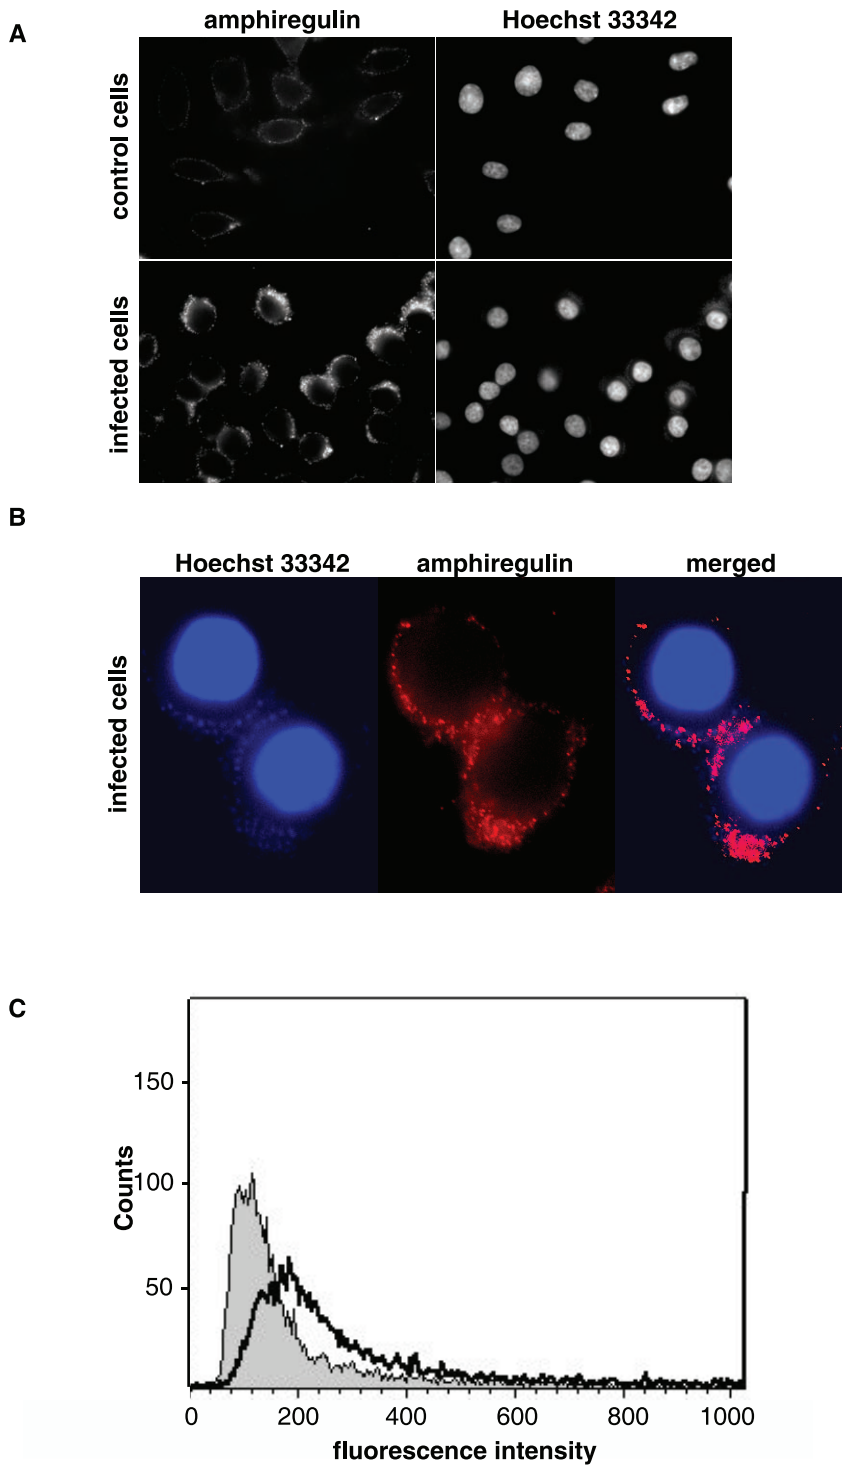 A
amphiregulin
Hoechst 33342
control cells
infected cells
B
Hoechst 33342
amphiregulin
merged
infected cells
C
150
100
50
Counts
0
200
400
600
800
1000
fluorescence intensity